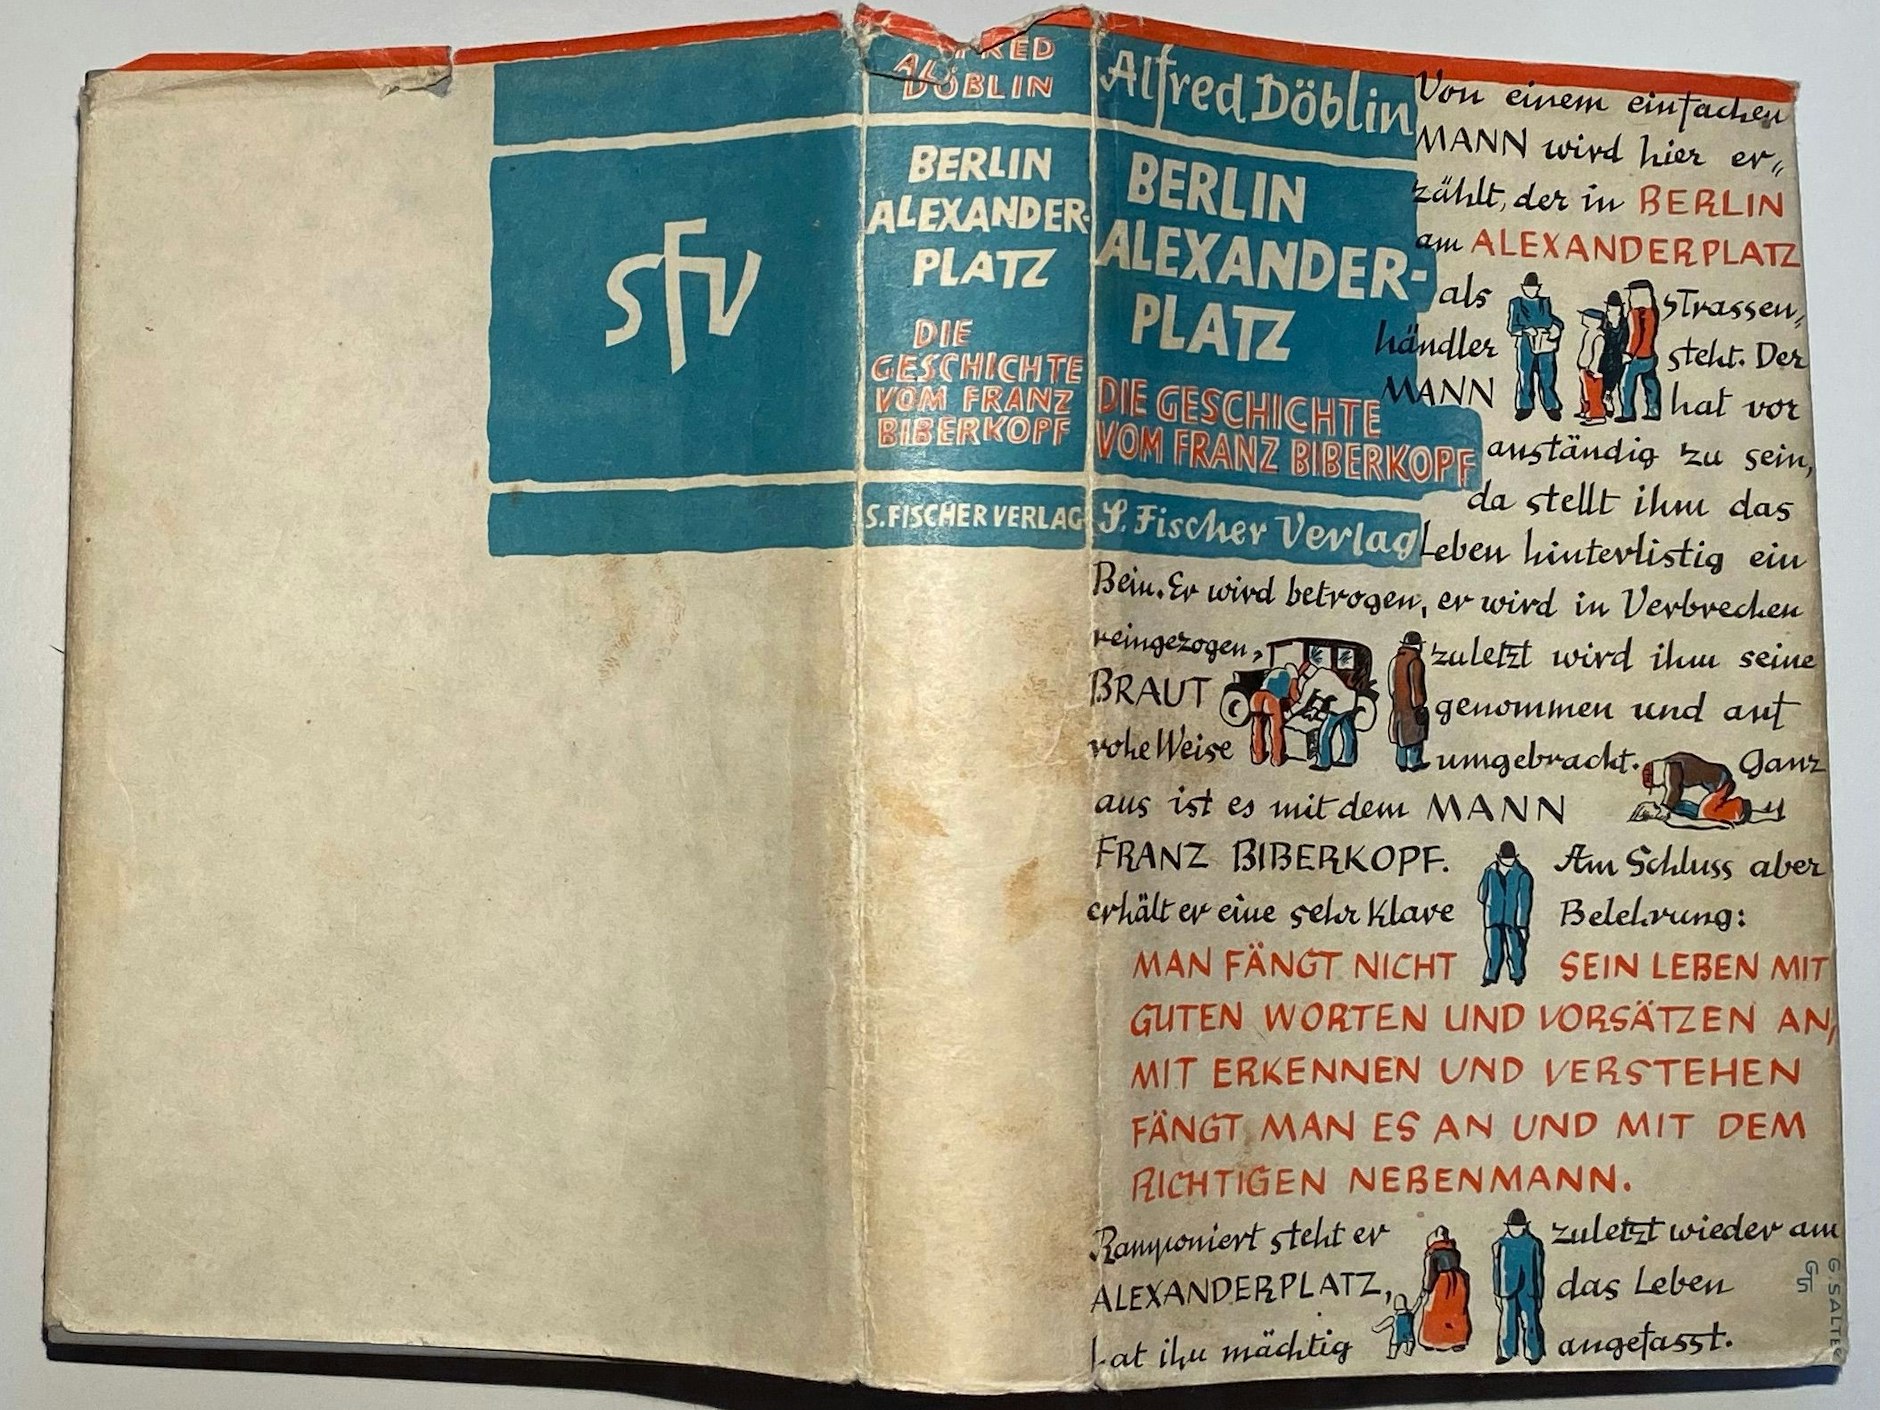 SFV
ALFRED
DÖBLIN
BERLIN
ALEXANDER-
PLATZ
DIE
GESCHICHTE
VOM FRANZ
BIBERKOPF
S. FISCHER VERLAG
Alfred Döblin
BERLIN
ALEXANDER-
PLATZ
DIE GESCHICHTE
VOM FRANZ BIBERKOPF
S. Fischer Verlag
Von einem einfachen
MANN wird hier er,,
zählt, der in BERLIN
am ALEXANDERPLATZ
als Strassen,,
händler steht. Der
MANN hat vor
anständig zu sein,
da stellt ihm das
Leben hinterlistig ein
Bein. Er wird betrogen, er wird in Verbrechen
reingezogen, zuletzt wird ihm seine
BRAUT genommen und auf
rohe Weise umgebracht. Ganz
aus ist es mit dem MANN
FRANZ BIBERKOPF. Am Schluss aber
erhält er eine sehr klare Belehrung:
MAN FÄNGT NICHT SEIN LEBEN MIT
GUTEN WORTEN UND VORSÄTZEN AN,
MIT ERKENNEN UND VERSTEHEN
FÄNGT MAN ES AN UND MIT DEM
RICHTIGEN NEBENMANN.
Ramponiert steht er zuletzt wieder am
ALEXANDERPLATZ, das Leben
hat ihn mächtig angefasst.
GS
G. SALTER